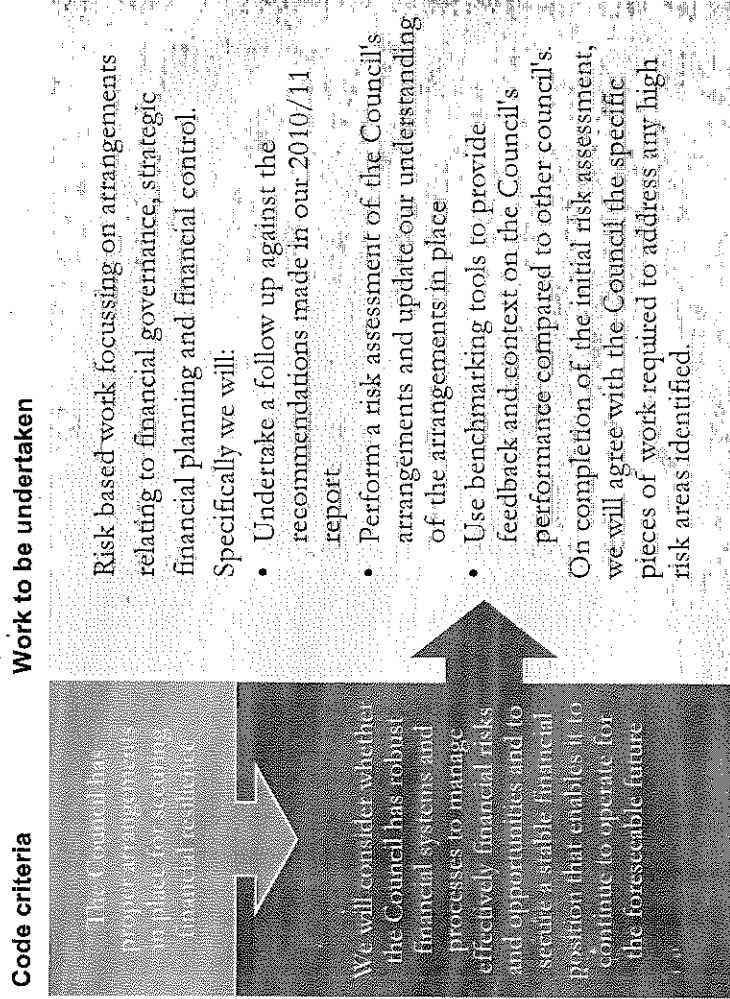 Code criteria
Work to be undertaken
The Council has
proper arrangements
in place for securing
financial resilience
We will consider whether
the Council has robust
financial systems and
processes to manage
effectively financial risks
and opportunities and to
secure a stable financial
position that enables it to
continue to operate for
the foreseeable future
Risk based work focussing on arrangements
relating to financial governance, strategic
financial planning and financial control.
Specifically we will:
• Undertake a follow up against the
recommendations made in our 2010/11
report
• Perform a risk assessment of the Council's
arrangements and update our understanding
of the arrangements in place
• Use benchmarking tools to provide
feedback and context on the Council's
performance compared to other council's.
On completion of the initial risk assessment,
we will agree with the Council the specific
pieces of work required to address any high
risk areas identified.